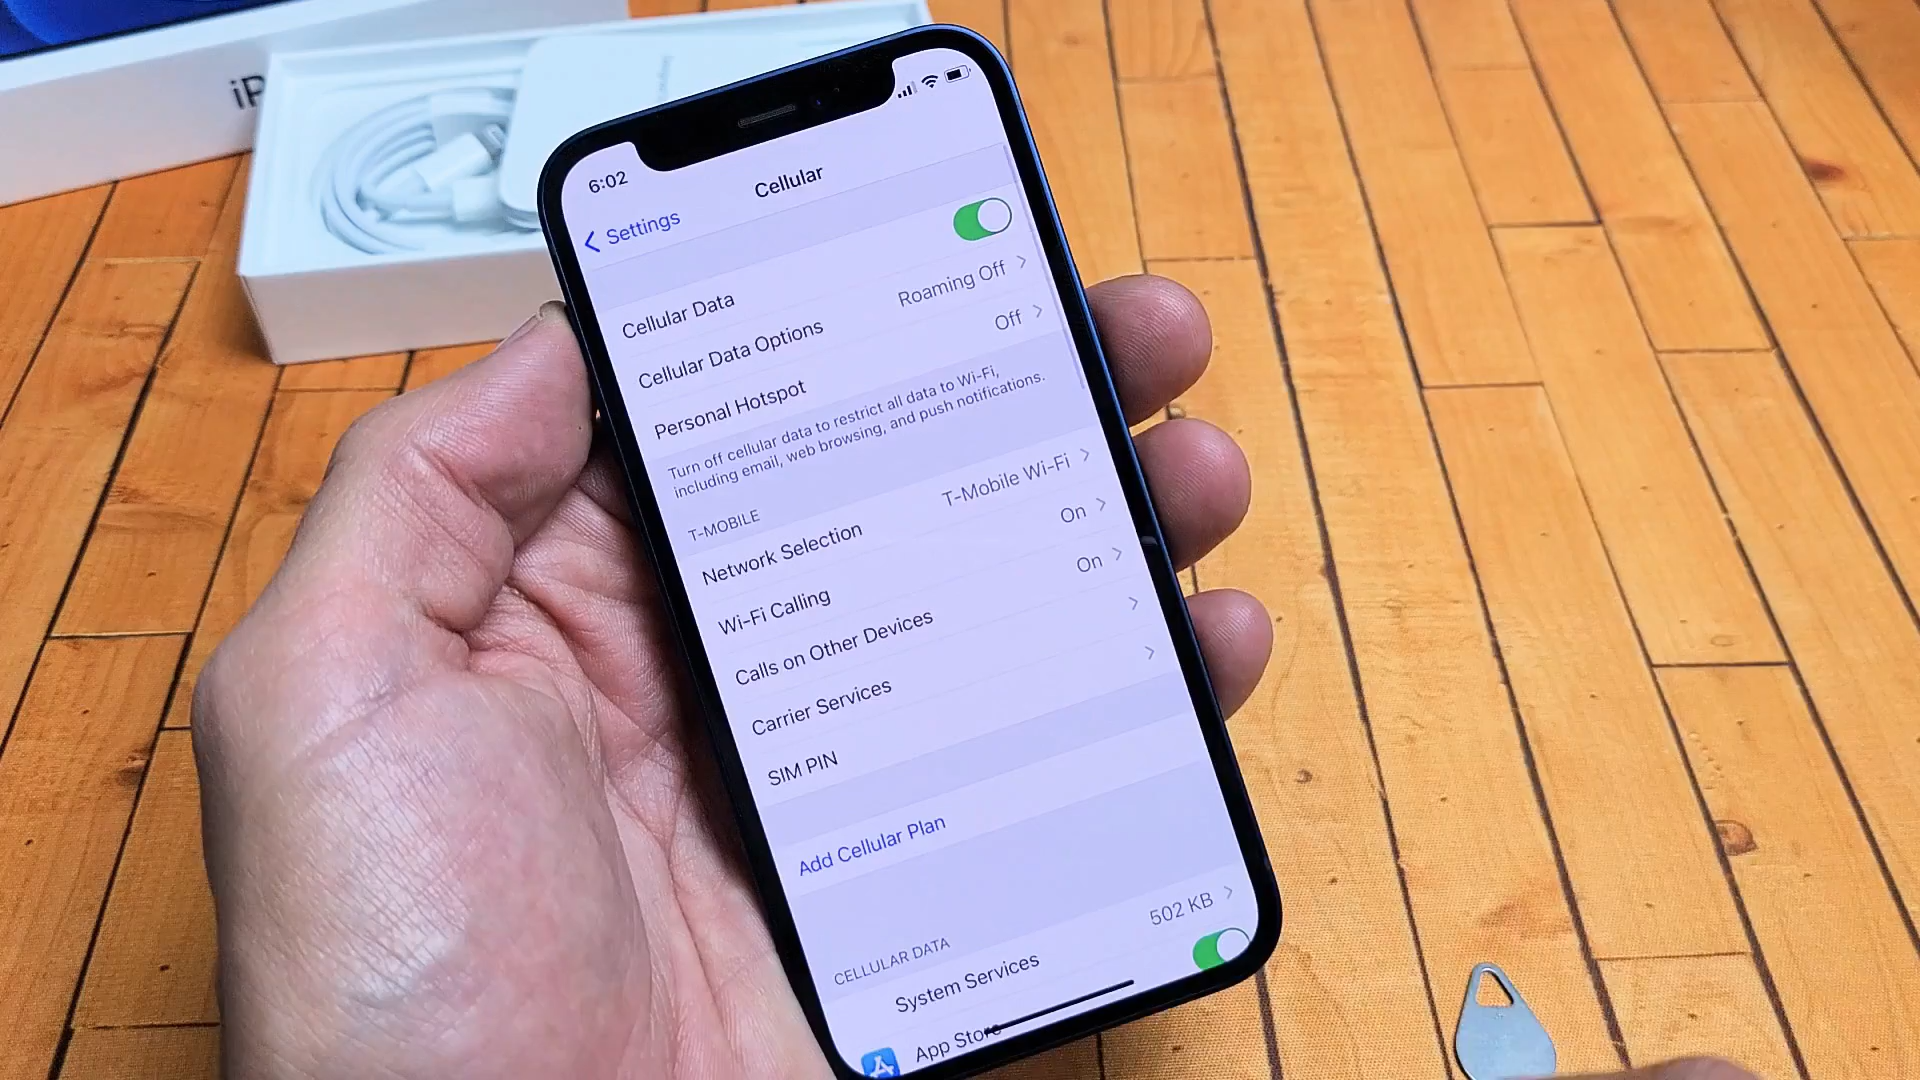 iP
6:02
Settings
Cellular
Cellular Data
Cellular Data Options Roaming Off
Personal Hotspot Off
Turn off cellular data to restrict all data to Wi-Fi,
including email, web browsing, and push notifications.
T-MOBILE
Network Selection T-Mobile Wi-Fi
Wi-Fi Calling On
Calls on Other Devices On
Carrier Services
SIM PIN
Add Cellular Plan
CELLULAR DATA
System Services 502 KB
App Store